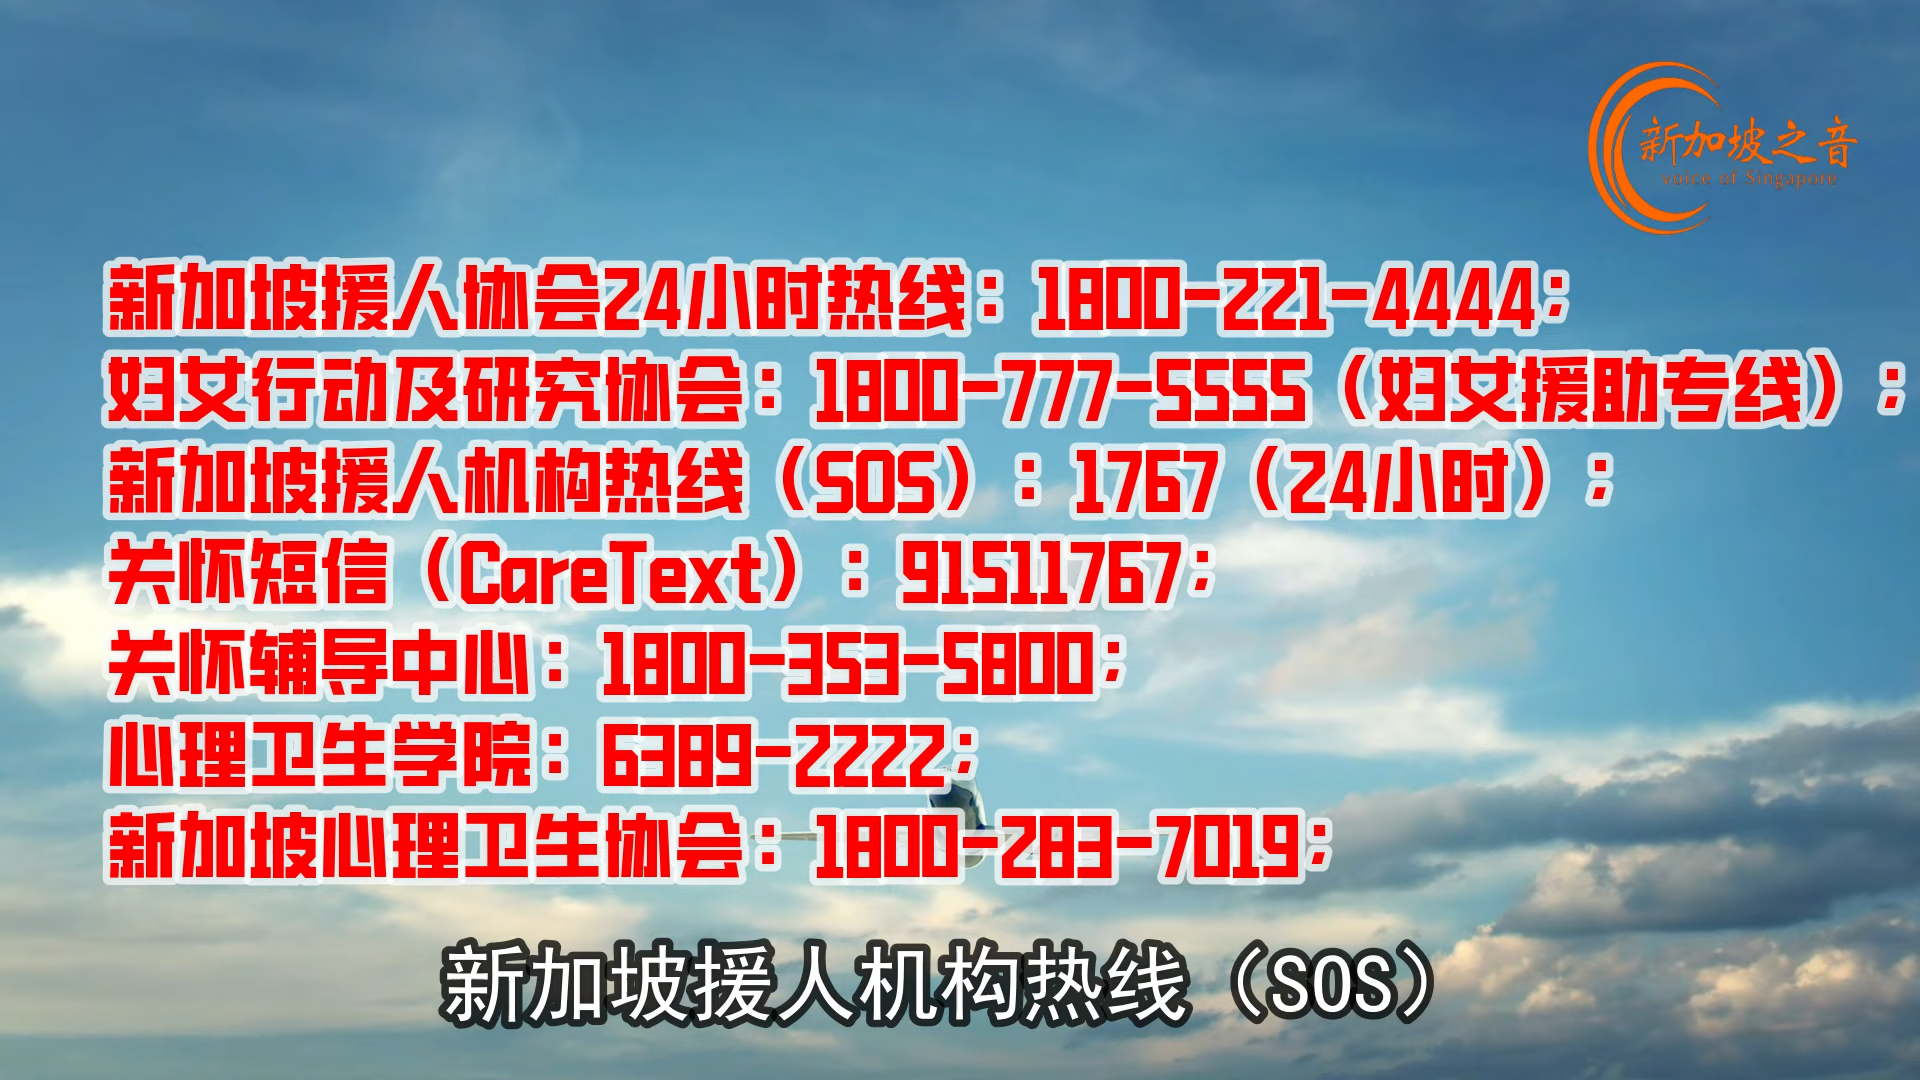 新加坡之音
voice of Singapore
新加坡援人协会24小时热线：1800-221-4444；
妇女行动及研究协会：1800-777-5555（妇女援助专线）；
新加坡援人机构热线（SOS）：1767（24小时）；
关怀短信（CareText）：91511767；
关怀辅导中心：1800-353-5800；
心理卫生学院：6389-2222；
新加坡心理卫生协会：1800-283-7019；
新加坡援人机构热线（SOS）